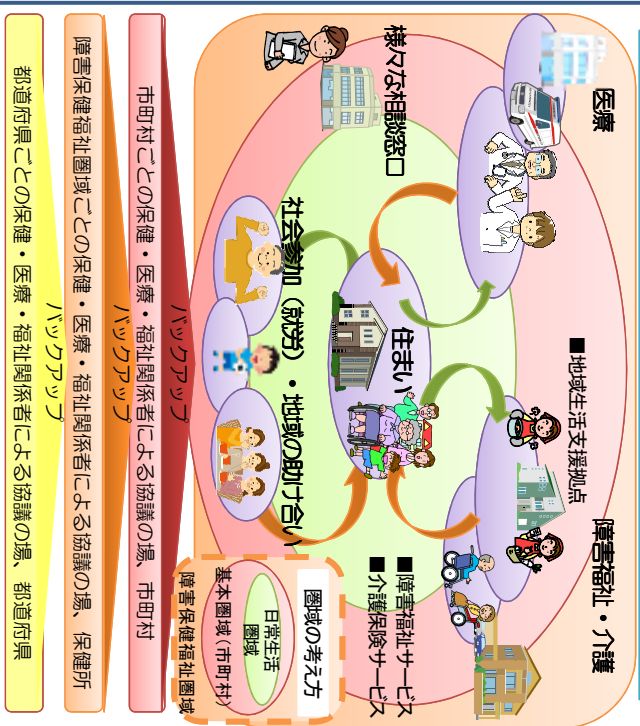 医療
障害福祉・介護
■地域生活支援拠点
様々な相談窓口
住まい
■障害福祉サービス
■介護保険サービス
社会参加（就労）・地域の助け合い
圏域の考え方
日常生活
圏域
基本圏域（市町村）
障害保健福祉圏域
バックアップ
市町村ごとの保健・医療・福祉関係者による協議の場、市町村
バックアップ
障害保健福祉圏域ごとの保健・医療・福祉関係者による協議の場、保健所
バックアップ
都道府県ごとの保健・医療・福祉関係者による協議の場、都道府県